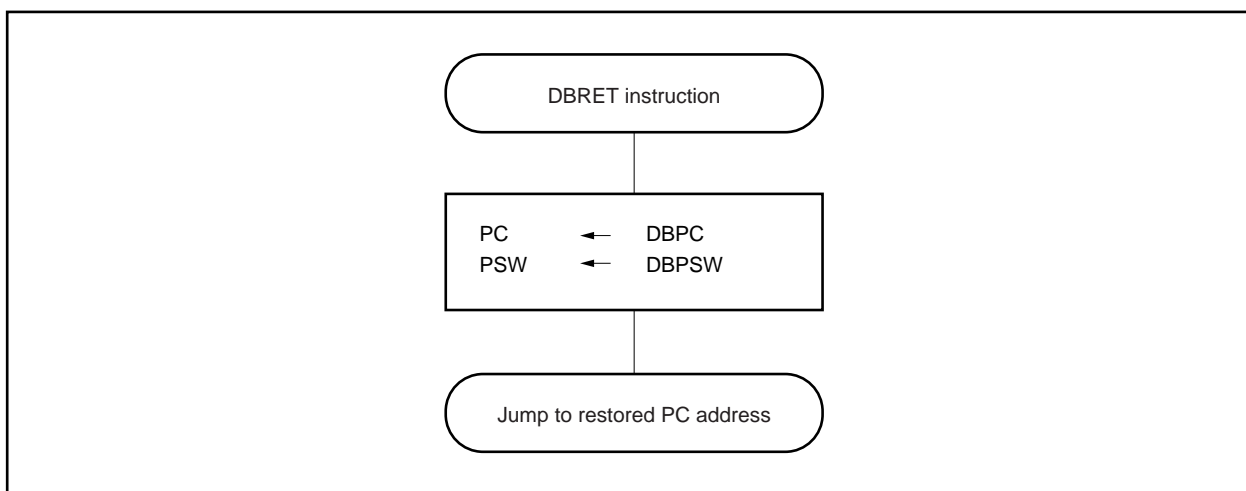 DBRET instruction
PC ← DBPC
PSW ← DBPSW
Jump to restored PC address